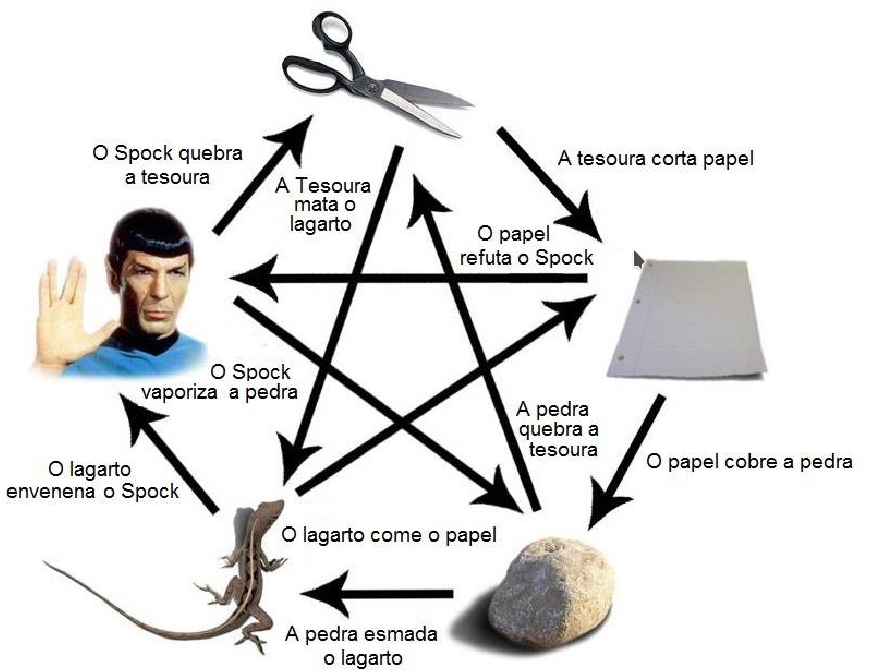 O Spock quebra
a tesoura
A tesoura corta papel
A Tesoura
mata o
lagarto
O papel
refuta o Spock
O Spock
vaporiza a pedra
A pedra
quebra a
tesoura
O papel cobre a pedra
O lagarto
envenena o Spock
O lagarto come o papel
A pedra esmada
o lagarto